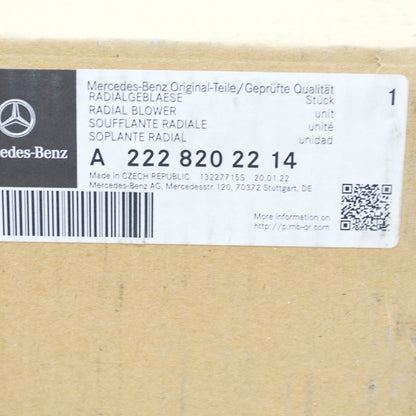 Mercedes-Benz Original-Teile/Geprüfte Qualität
RADIALGEBLAESE Stück 1
RADIAL BLOWER unit
SOUFFLANTE RADIALE unité
SOPLANTE RADIAL unidad
edes-Benz
A 222 820 22 14
Made in CZECH REPUBLIC 13227715S 20.01.22
Mercedes-Benz AG, Mercedesstr.120, 70372 Stuttgart, DE
More information on
http://p.mb-qr.com